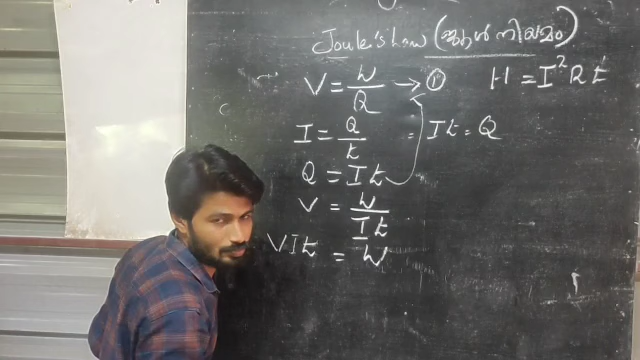 Joule's Law (ജൂൾ നിയമം)
V = W/Q → ① H = I²Rt
I = Q/t = It = Q
Q = It
V = W/It
VIt = W